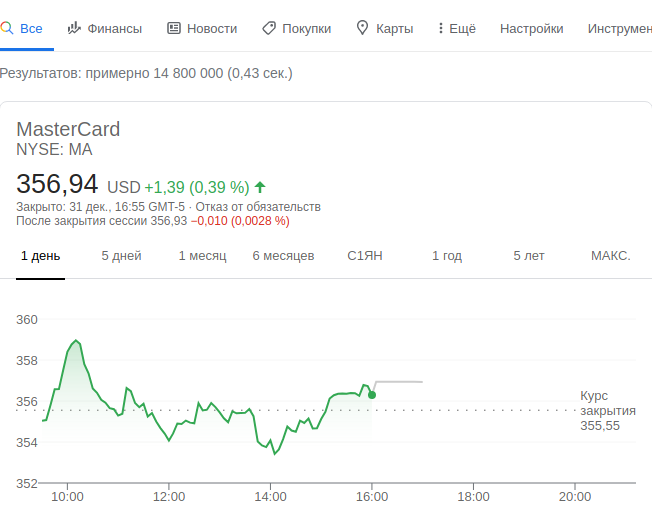 Все Финансы Новости Покупки Карты Ещё Настройки Инструмен
Результатов: примерно 14 800 000 (0,43 сек.)
MasterCard
NYSE: MA
356,94 USD +1,39 (0,39 %)
Закрыто: 31 дек., 16:55 GMT-5 · Отказ от обязательств
После закрытия сессии 356,93 −0,010 (0,0028 %)
1 день 5 дней 1 месяц 6 месяцев С1ЯН 1 год 5 лет МАКС.
360
358
356
354
352
Курс
закрытия
355,55
10:00 12:00 14:00 16:00 18:00 20:00